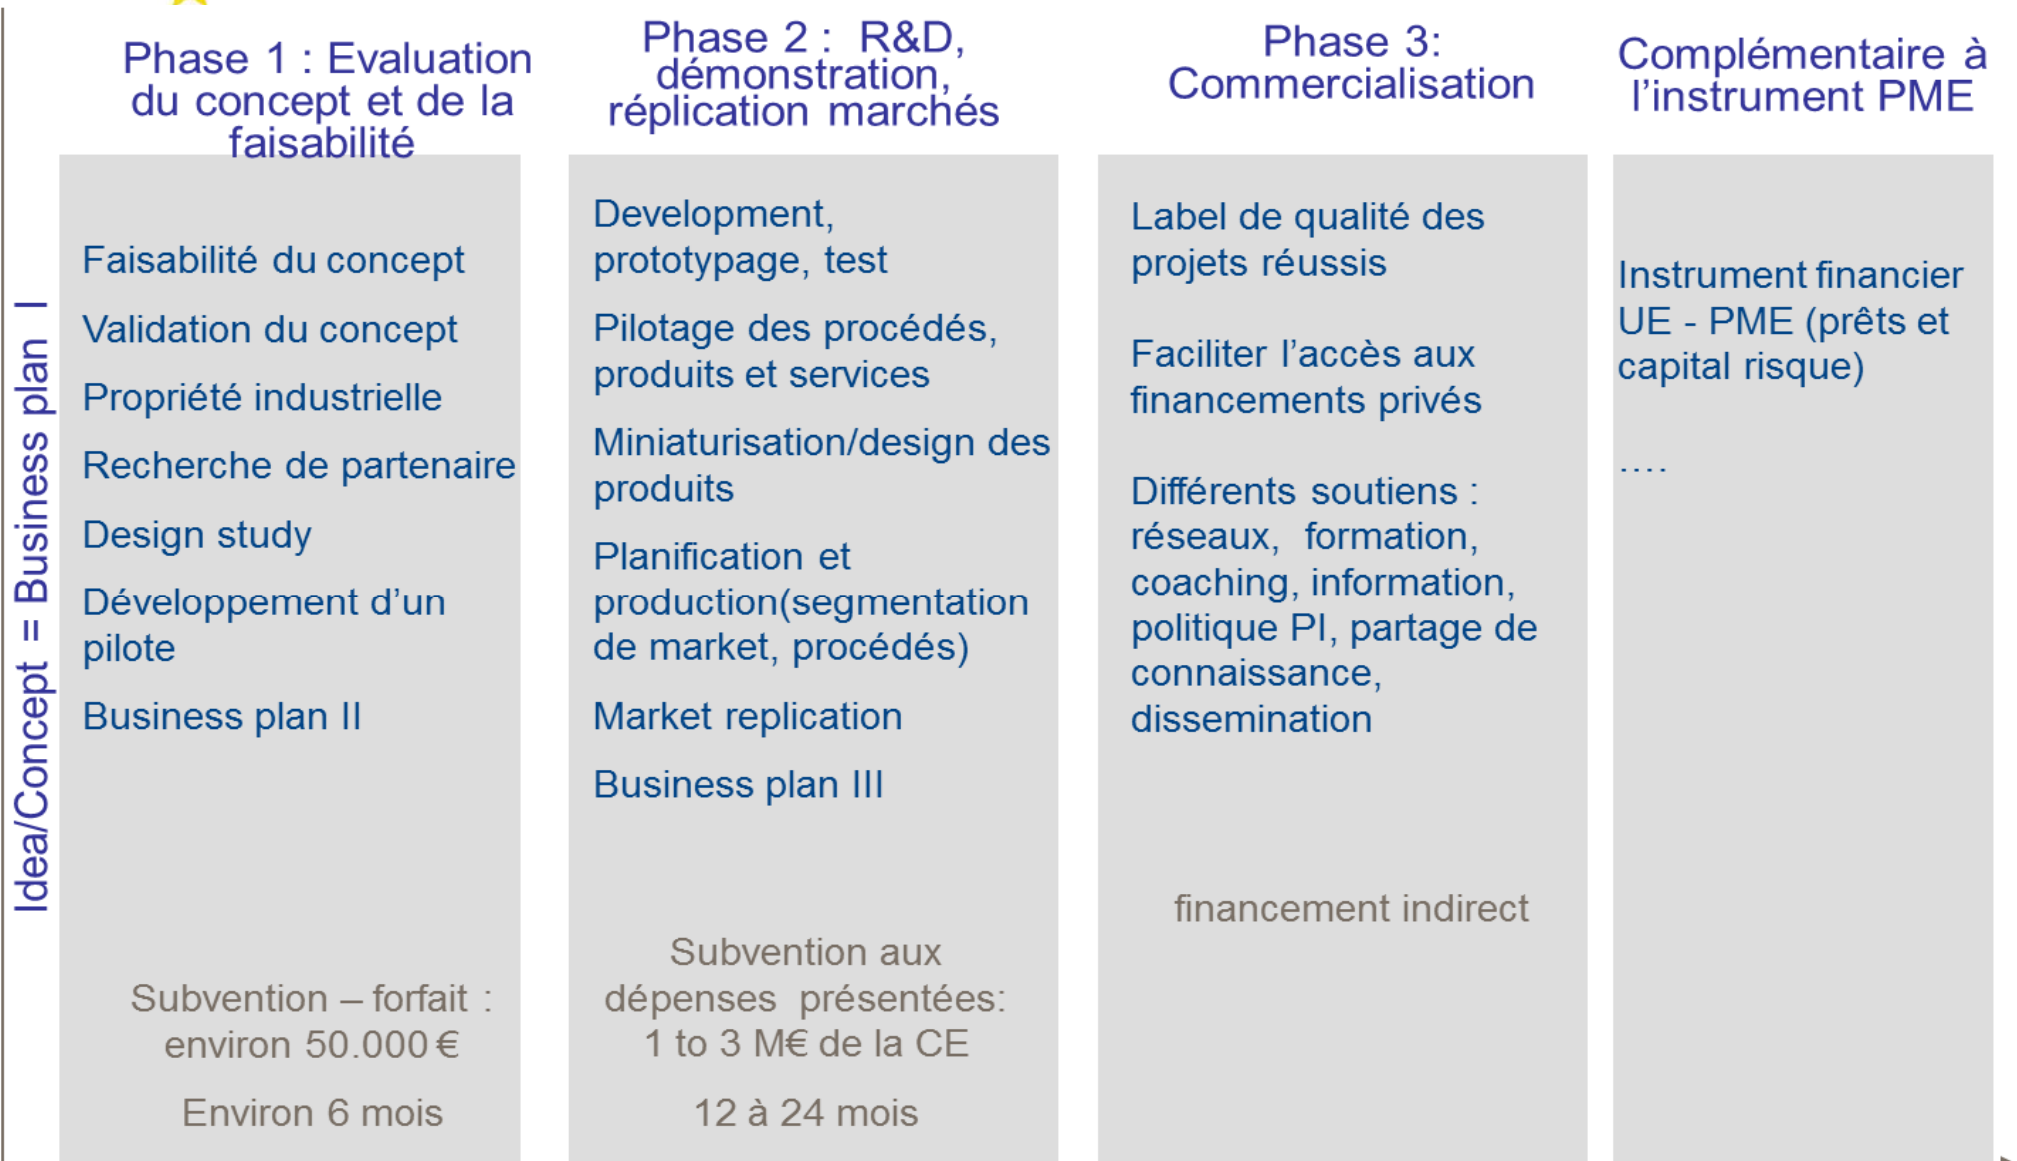 Idea/Concept = Business plan I
Phase 1 : Evaluation
du concept et de la
faisabilité
Faisabilité du concept
Validation du concept
Propriété industrielle
Recherche de partenaire
Design study
Développement d’un
pilote
Business plan II
Subvention – forfait :
environ 50.000 €
Environ 6 mois
Phase 2 : R&D,
démonstration,
réplication marchés
Development,
prototypage, test
Pilotage des procédés,
produits et services
Miniaturisation/design des
produits
Planification et
production(segmentation
de market, procédés)
Market replication
Business plan III
Subvention aux
dépenses présentées:
1 to 3 M€ de la CE
12 à 24 mois
Phase 3:
Commercialisation
Label de qualité des
projets réussis
Faciliter l’accès aux
financements privés
Différents soutiens :
réseaux, formation,
coaching, information,
politique PI, partage de
connaissance,
dissemination
financement indirect
Complémentaire à
l’instrument PME
Instrument financier
UE - PME (prêts et
capital risque)
....